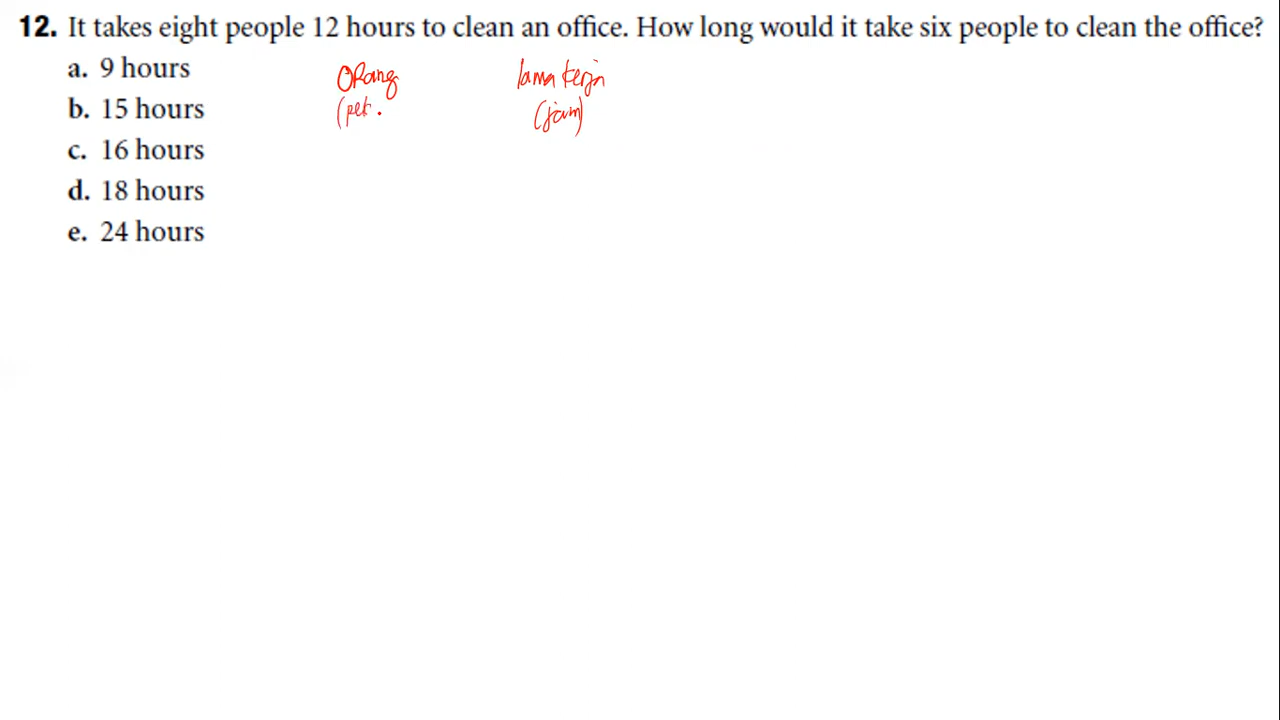 12. It takes eight people 12 hours to clean an office. How long would it take six people to clean the office?
a. 9 hours
b. 15 hours
c. 16 hours
d. 18 hours
e. 24 hours
Orang lama kerja
(pek. (jam)